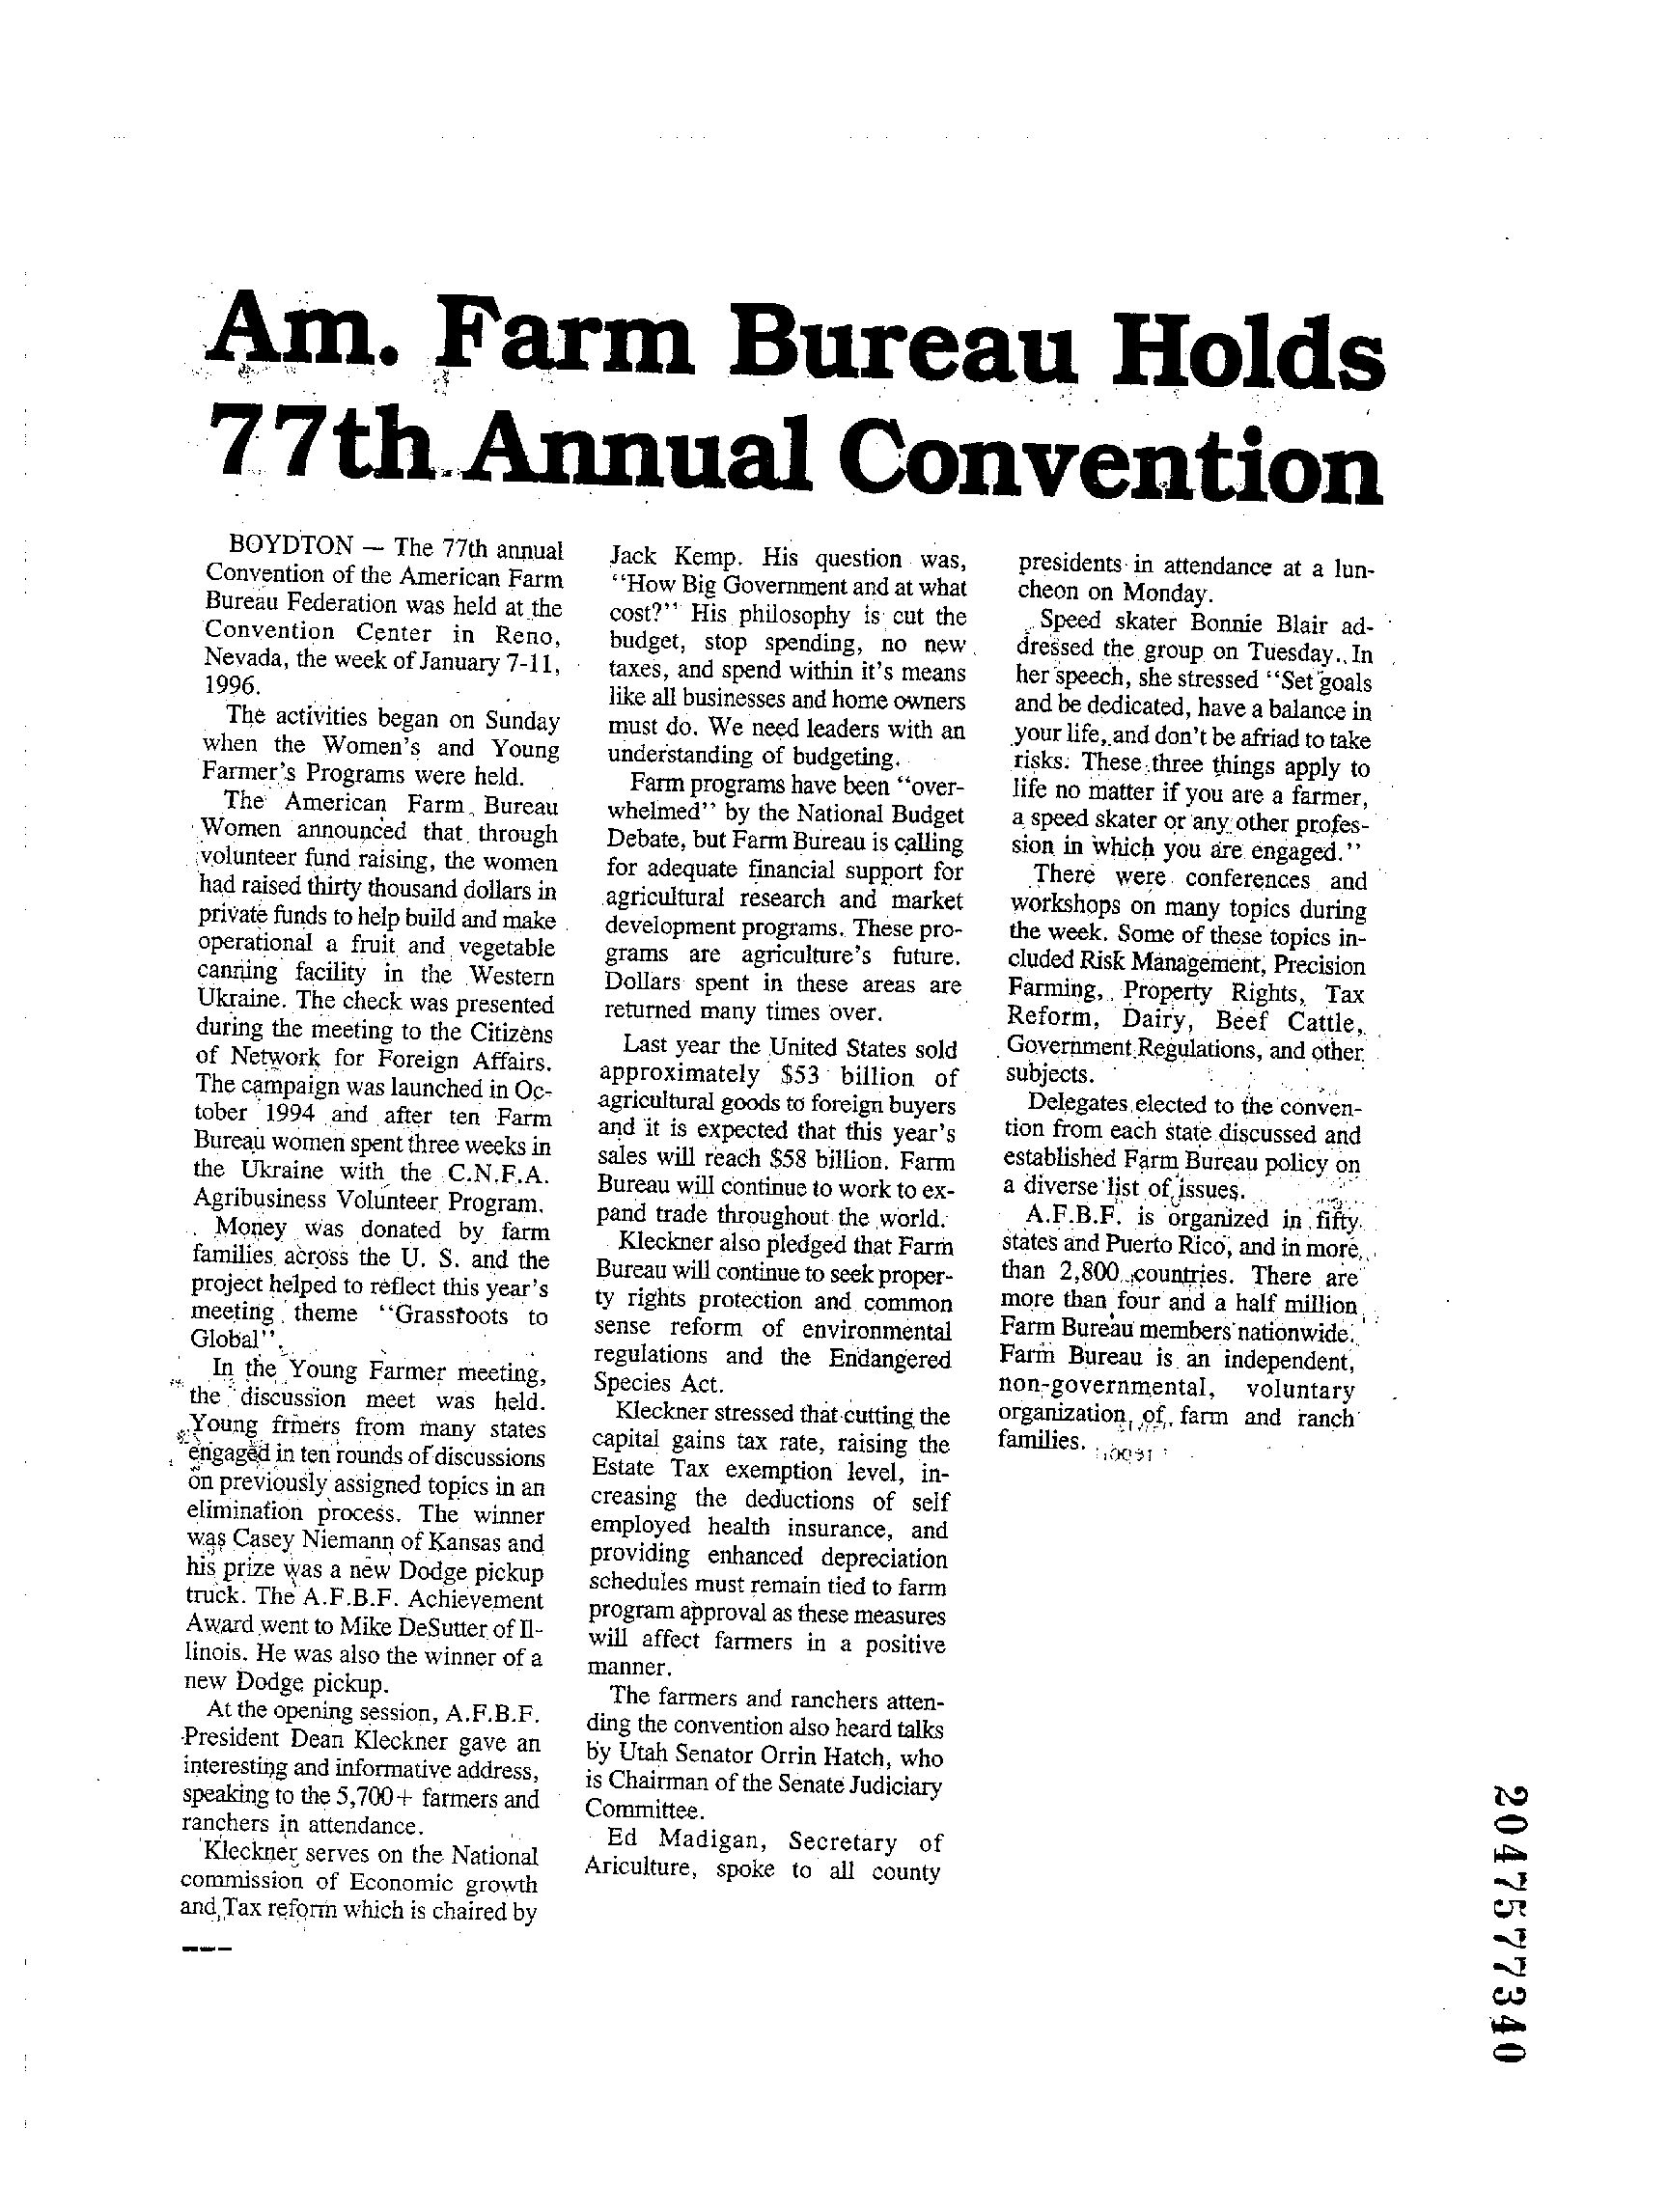 Am. Farm Bureau Holds
77th Annual Convention
BOYDTON — The 77th annual
Convention of the American Farm
Bureau Federation was held at the
Convention Center in Reno,
Nevada, the week of January 7-11,
1996.
The activities began on Sunday
when the Women's and Young
Farmer's Programs were held.
The American Farm Bureau
Women announced that through
volunteer fund raising, the women
had raised thirty thousand dollars in
private funds to help build and make
operational a fruit and vegetable
canning facility in the Western
Ukraine. The check was presented
during the meeting to the Citizens
of Network for Foreign Affairs.
The campaign was launched in Oc-
tober 1994 and after ten Farm
Bureau women spent three weeks in
the Ukraine with the C.N.F.A.
Agribusiness Volunteer Program.
Money was donated by farm
families across the U. S. and the
project helped to reflect this year's
meeting theme "Grassroots to
Global".
In the Young Farmer meeting,
the discussion meet was held.
Young frmers from many states
engaged in ten rounds of discussions
on previously assigned topics in an
elimination process. The winner
was Casey Niemann of Kansas and
his prize was a new Dodge pickup
truck. The A.F.B.F. Achievement
Award went to Mike DeSutter of Il-
linois. He was also the winner of a
new Dodge pickup.
At the opening session, A.F.B.F.
President Dean Kleckner gave an
interesting and informative address,
speaking to the 5,700+ farmers and
ranchers in attendance.
Kleckner serves on the National
commission of Economic growth
and Tax reform which is chaired by
Jack Kemp. His question was,
"How Big Government and at what
cost?" His philosophy is cut the
budget, stop spending, no new
taxes, and spend within it's means
like all businesses and home owners
must do. We need leaders with an
understanding of budgeting.
Farm programs have been "over-
whelmed" by the National Budget
Debate, but Farm Bureau is calling
for adequate financial support for
agricultural research and market
development programs. These pro-
grams are agriculture's future.
Dollars spent in these areas are
returned many times over.
Last year the United States sold
approximately $53 billion of
agricultural goods to foreign buyers
and it is expected that this year's
sales will reach $58 billion. Farm
Bureau will continue to work to ex-
pand trade throughout the world.
Kleckner also pledged that Farm
Bureau will continue to seek proper-
ty rights protection and common
sense reform of environmental
regulations and the Endangered
Species Act.
Kleckner stressed that cutting the
capital gains tax rate, raising the
Estate Tax exemption level, in-
creasing the deductions of self
employed health insurance, and
providing enhanced depreciation
schedules must remain tied to farm
program approval as these measures
will affect farmers in a positive
manner.
The farmers and ranchers atten-
ding the convention also heard talks
by Utah Senator Orrin Hatch, who
is Chairman of the Senate Judiciary
Committee.
Ed Madigan, Secretary of
Ariculture, spoke to all county
presidents in attendance at a lun-
cheon on Monday.
Speed skater Bonnie Blair ad-
dressed the group on Tuesday. In
her speech, she stressed "Set goals
and be dedicated, have a balance in
your life, and don't be afriad to take
risks. These three things apply to
life no matter if you are a farmer,
a speed skater or any other profes-
sion in which you are engaged."
There were conferences and
workshops on many topics during
the week. Some of these topics in-
cluded Risk Management, Precision
Farming, Property Rights, Tax
Reform, Dairy, Beef Cattle,
Government Regulations, and other
subjects.
Delegates elected to the conven-
tion from each state discussed and
established Farm Bureau policy on
a diverse list of issues.
A.F.B.F. is organized in fifty
states and Puerto Rico, and in more
than 2,800 countries. There are
more than four and a half million
Farm Bureau members nationwide.
Farm Bureau is an independent,
non-governmental, voluntary
organization of farm and ranch
families.
2047577340